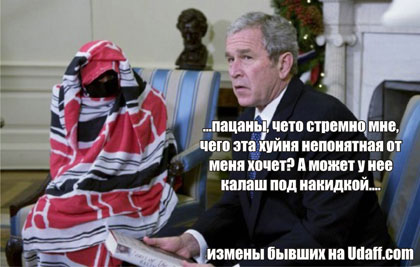 ...пацаны, чето стремно мне,
чего эта хуйня непонятная от
меня хочет? А может у нее
калаш под накидкой....
измены бывших на Udaff.com